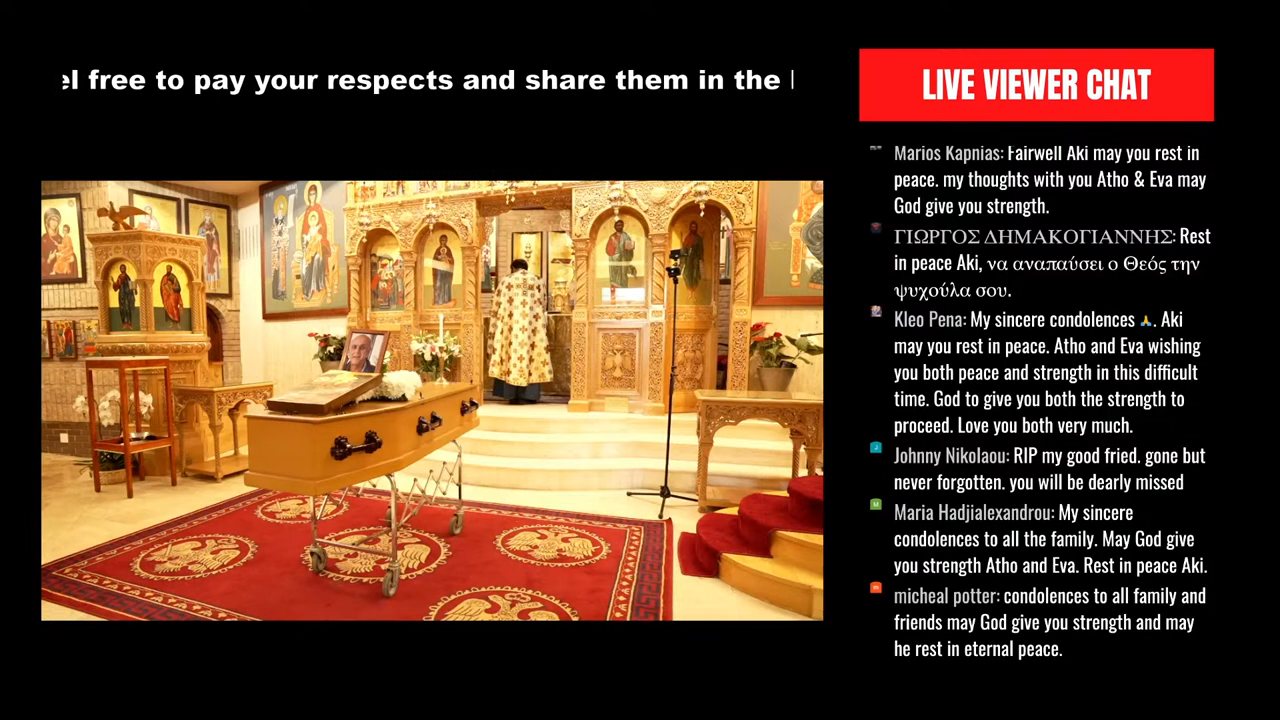 el free to pay your respects and share them in the
LIVE VIEWER CHAT
Marios Kapnias: Fairwell Aki may you rest in
peace. my thoughts with you Atho & Eva may
God give you strength.
ΓΙΩΡΓΟΣ ΔΗΜΑΚΟΓΙΑΝΝΗΣ: Rest
in peace Aki, να αναπαύσει ο Θεός την
ψυχούλα σου.
Kleo Pena: My sincere condolences 🙏. Aki
may you rest in peace. Atho and Eva wishing
you both peace and strength in this difficult
time. God to give you both the strength to
proceed. Love you both very much.
Johnny Nikolaou: RIP my good fried. gone but
never forgotten. you will be dearly missed
Maria Hadjialexandrou: My sincere
condolences to all the family. May God give
you strength Atho and Eva. Rest in peace Aki.
micheal potter: condolences to all family and
friends may God give you strength and may
he rest in eternal peace.